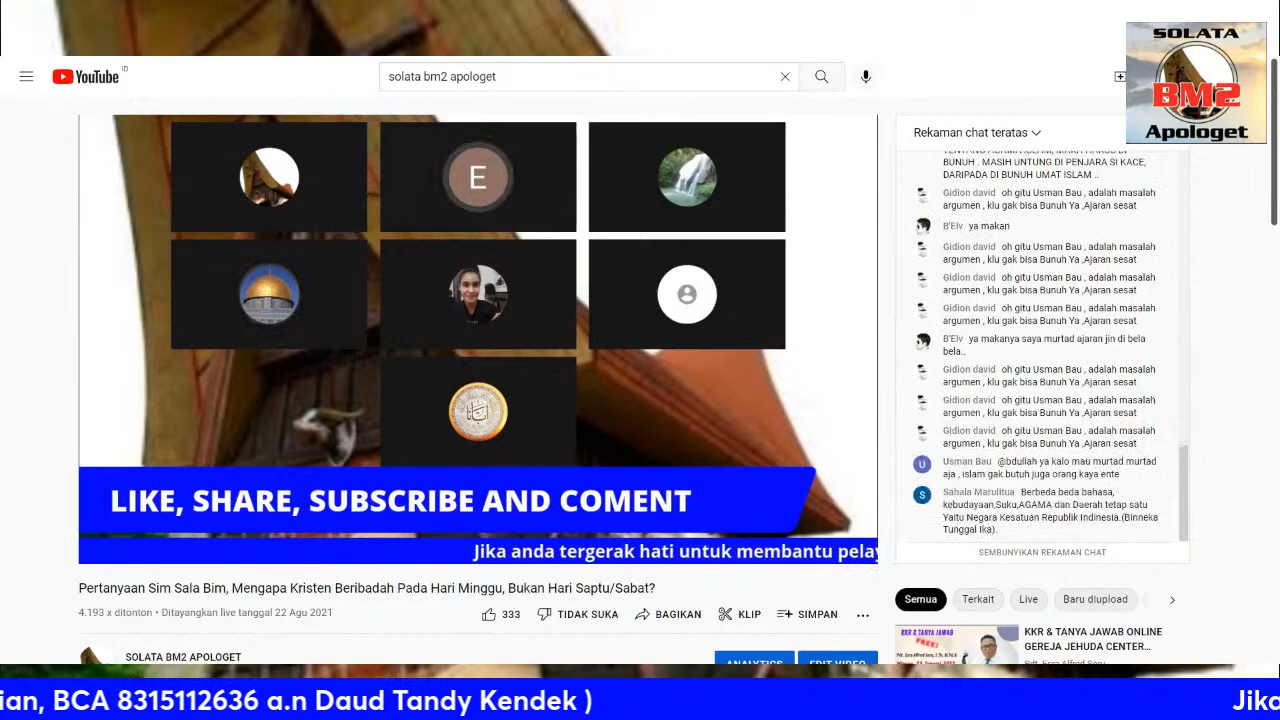 SOLATA
BM2
Apologet
YouTube ID
solata bm2 apologet
Rekaman chat teratas
BUNUH . MASIH UNTUNG DI PENJARA SI KACE,
DARIPADA DI BUNUH UMAT ISLAM ..
Gidion david oh gitu Usman Bau , adalah masalah
argumen , klu gak bisa Bunuh Ya ,Ajaran sesat
B'Elv ya makan
Gidion david oh gitu Usman Bau , adalah masalah
argumen , klu gak bisa Bunuh Ya ,Ajaran sesat
Gidion david oh gitu Usman Bau , adalah masalah
argumen , klu gak bisa Bunuh Ya ,Ajaran sesat
Gidion david oh gitu Usman Bau , adalah masalah
argumen , klu gak bisa Bunuh Ya ,Ajaran sesat
B'Elv ya makanya saya murtad ajaran jin di bela
bela..
Gidion david oh gitu Usman Bau , adalah masalah
argumen , klu gak bisa Bunuh Ya ,Ajaran sesat
Gidion david oh gitu Usman Bau , adalah masalah
argumen , klu gak bisa Bunuh Ya ,Ajaran sesat
Gidion david oh gitu Usman Bau , adalah masalah
argumen , klu gak bisa Bunuh Ya ,Ajaran sesat
U Usman Bau @bdullah ya kalo mau murtad murtad
aja , islam gak butuh juga orang kaya ente
S Sahala Marulitua Berbeda beda bahasa,
kebudayaan,Suku,AGAMA dan Daerah tetap satu
Yaitu Negara Kesatuan Republik Indinesia.(Binneka
Tunggal Ika).
SEMBUNYIKAN REKAMAN CHAT
E
LIKE, SHARE, SUBSCRIBE AND COMENT
Jika anda tergerak hati untuk membantu pelay
Pertanyaan Sim Sala Bim, Mengapa Kristen Beribadah Pada Hari Minggu, Bukan Hari Saptu/Sabat?
4.193 x ditonton • Ditayangkan live tanggal 22 Agu 2021
333 TIDAK SUKA BAGIKAN KLIP SIMPAN
Semua Terkait Live Baru diupload
KKR & TANYA JAWAB
FREE!
KKR & TANYA JAWAB ONLINE
GEREJA JEHUDA CENTER...
SOLATA BM2 APOLOGET
ANALYTICS EDIT VIDEO
ian, BCA 8315112636 a.n Daud Tandy Kendek ) Jika